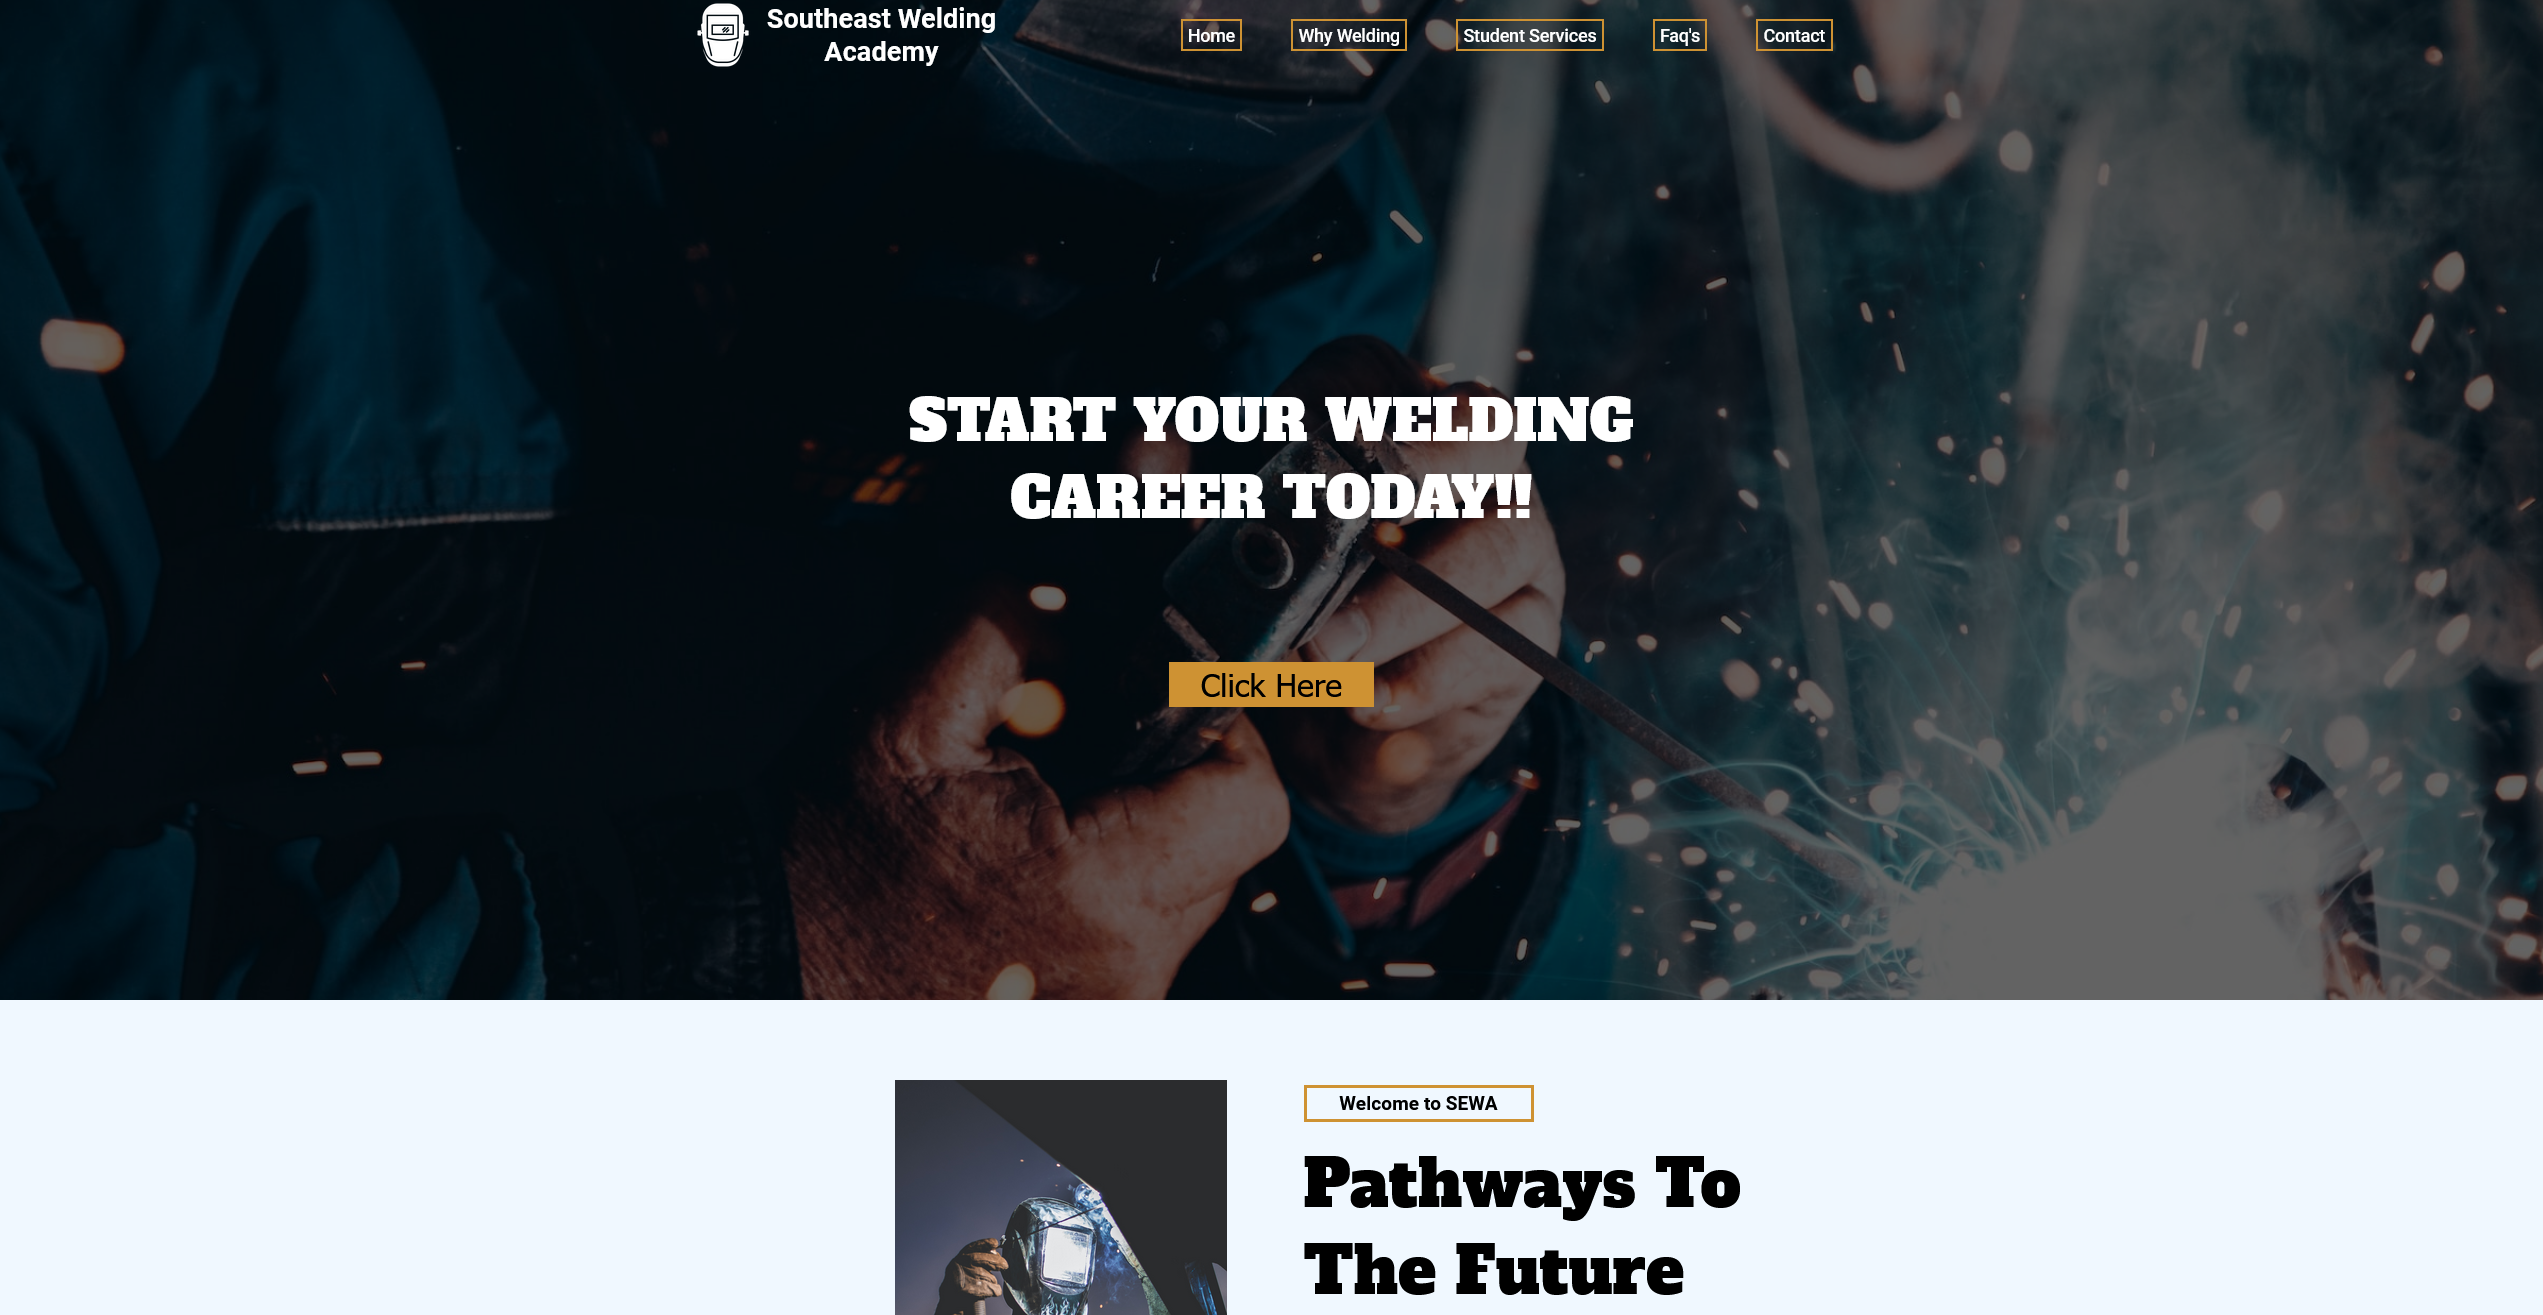 Southeast Welding
Academy
Home
Why Welding
Student Services
Faq's
Contact
START YOUR WELDING
CAREER TODAY!!
Click Here
Welcome to SEWA
Pathways To
The Future